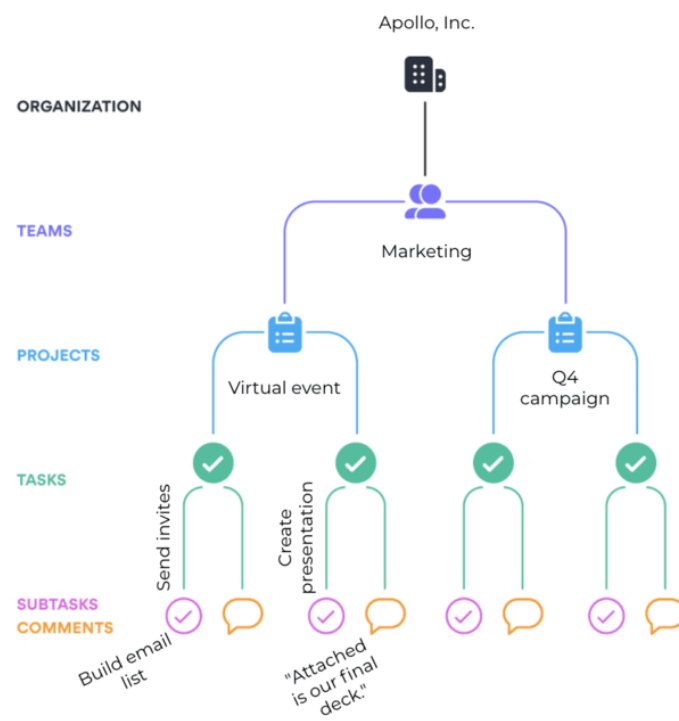 Apollo, Inc.
ORGANIZATION
TEAMS
Marketing
PROJECTS
Virtual event
Q4
campaign
TASKS
Send invites
Create
presentation
SUBTASKS
COMMENTS
Build email
list
"Attached
is our final
deck."